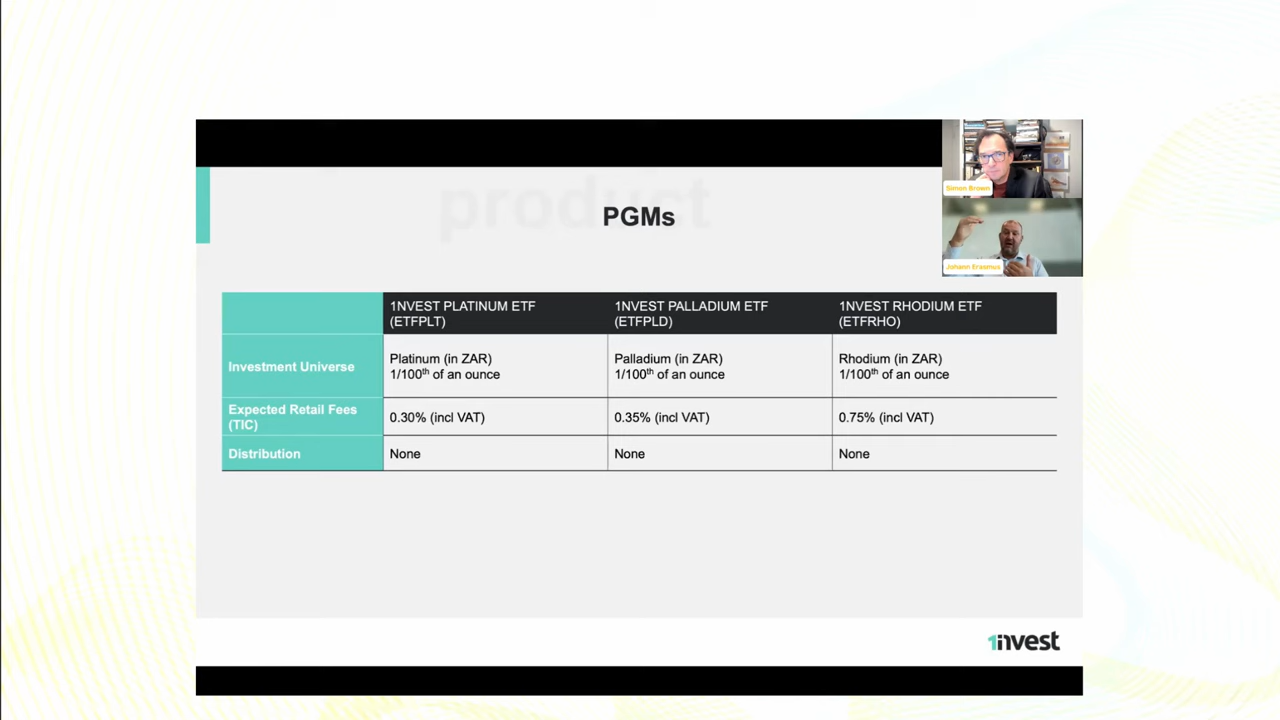 product
PGMs
Simon Brown
Johann Erasmus
1NVEST PLATINUM ETF
(ETFPLT)
1NVEST PALLADIUM ETF
(ETFPLD)
1NVEST RHODIUM ETF
(ETFRHO)
Investment Universe
Platinum (in ZAR)
1/100th of an ounce
Palladium (in ZAR)
1/100th of an ounce
Rhodium (in ZAR)
1/100th of an ounce
Expected Retail Fees
(TIC)
0.30% (incl VAT)
0.35% (incl VAT)
0.75% (incl VAT)
Distribution
None
None
None
1nvest